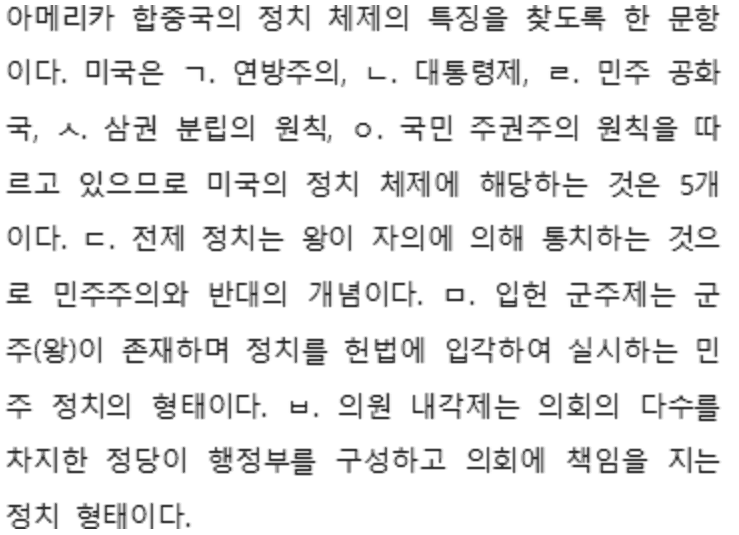 아메리카 합중국의 정치 체제의 특징을 찾도록 한 문항
이다. 미국은 ㄱ. 연방주의, ㄴ. 대통령제, ㄹ. 민주 공화
국, ㅅ. 삼권 분립의 원칙, ㅇ. 국민 주권주의 원칙을 따
르고 있으므로 미국의 정치 체제에 해당하는 것은 5개
이다. ㄷ. 전제 정치는 왕이 자의에 의해 통치하는 것으
로 민주주의와 반대의 개념이다. ㅁ. 입헌 군주제는 군
주(왕)이 존재하며 정치를 헌법에 입각하여 실시하는 민
주 정치의 형태이다. ㅂ. 의원 내각제는 의회의 다수를
차지한 정당이 행정부를 구성하고 의회에 책임을 지는
정치 형태이다.